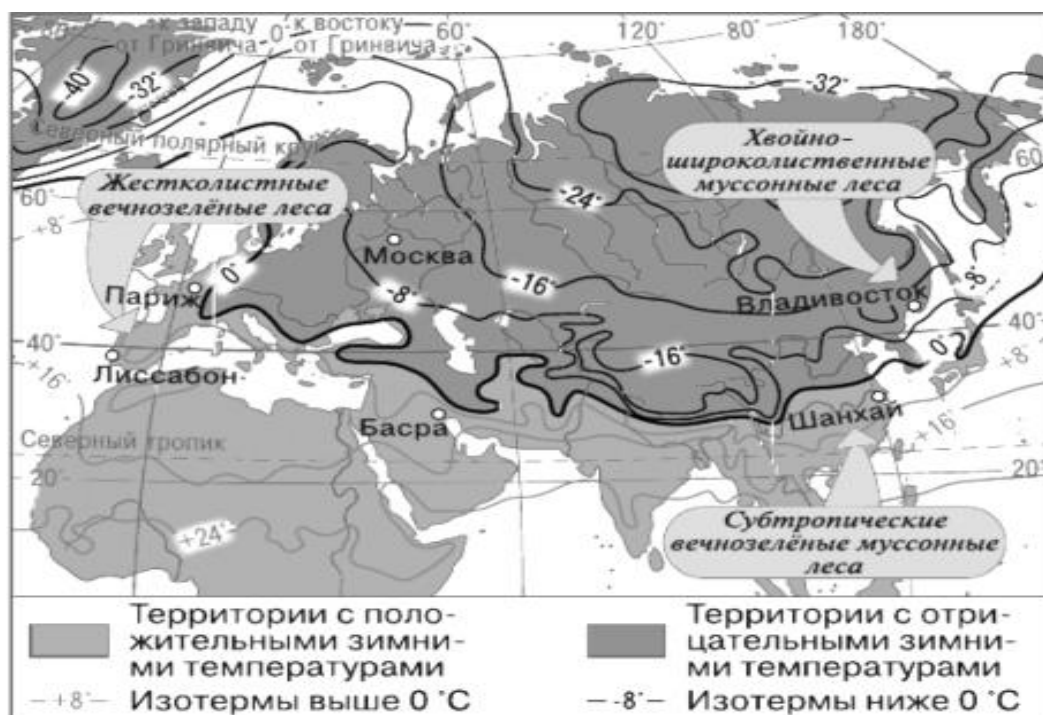 к западу
от Гринвича
0°
к востоку
от Гринвича
60°
120
80
180
-40
-32°
-32°
Северный полярный круг
Хвойно-
широколиственные
муссонные леса
60
Жестколистные
вечнозелёные леса
60
+8°
-24°
0°
Москва
-8°
-16°
-8°
Париж
Владивосток
40
40°
0°
+8°
-16°
+16°
Лиссабон
Басра
Шанхай
+16°
Северный тропик
20°
20°
+24°
Субтропические
вечнозелёные муссонные
леса
Территории с поло-
жительными зимни-
ми температурами
Территории с отри-
цательными зимни-
ми температурами
+8° Изотермы выше 0 °C
-8° Изотермы ниже 0 °C